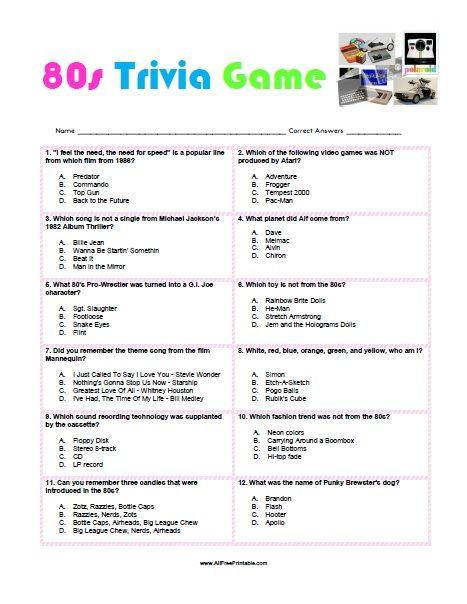 80s Trivia Game
polaroid
Name ______________________________ Correct Answers __________
1. "I feel the need, the need for speed" is a popular line
from which film from 1986?
A. Predator
B. Commando
C. Top Gun
D. Back to the Future
2. Which of the following video games was NOT
produced by Atari?
A. Adventure
B. Frogger
C. Tempest 2000
D. Pac-Man
3. Which song is not a single from Michael Jackson's
1982 Album Thriller?
A. Billie Jean
B. Wanna Be Startin' Somethin
C. Beat It
D. Man in the Mirror
4. What planet did Alf come from?
A. Dave
B. Melmac
C. Alvin
D. Chiron
5. What 80's Pro-Wrestler was turned into a G.I. Joe
character?
A. Sgt. Slaughter
B. Footloose
C. Snake Eyes
D. Flint
6. Which toy is not from the 80s?
A. Rainbow Brite Dolls
B. He-Man
C. Stretch Armstrong
D. Jem and the Holograms Dolls
7. Did you remember the theme song from the film
Mannequin?
A. I Just Called To Say I Love You - Stevie Wonder
B. Nothing's Gonna Stop Us Now - Starship
C. Greatest Love Of All - Whitney Houston
D. I've Had, The Time Of My Life - Bill Medley
8. White, red, blue, orange, green, and yellow, who am I?
A. Simon
B. Etch-A-Sketch
C. Pogo Balls
D. Rubik's Cube
9. Which sound recording technology was supplanted
by the cassette?
A. Floppy Disk
B. Stereo 8-track
C. CD
D. LP record
10. Which fashion trend was not from the 80s?
A. Neon colors
B. Carrying Around a Boombox
C. Bell Bottoms
D. Hi-top fade
11. Can you remember three candies that were
introduced in the 80s?
A. Zotz, Razzles, Bottle Caps
B. Razzles, Nerds, Zots
C. Bottle Caps, Airheads, Big League Chew
D. Big League Chew, Nerds, Airheads
12. What was the name of Punky Brewster's dog?
A. Brandon
B. Flash
C. Hooter
D. Apollo
www.AllFreePrintable.com